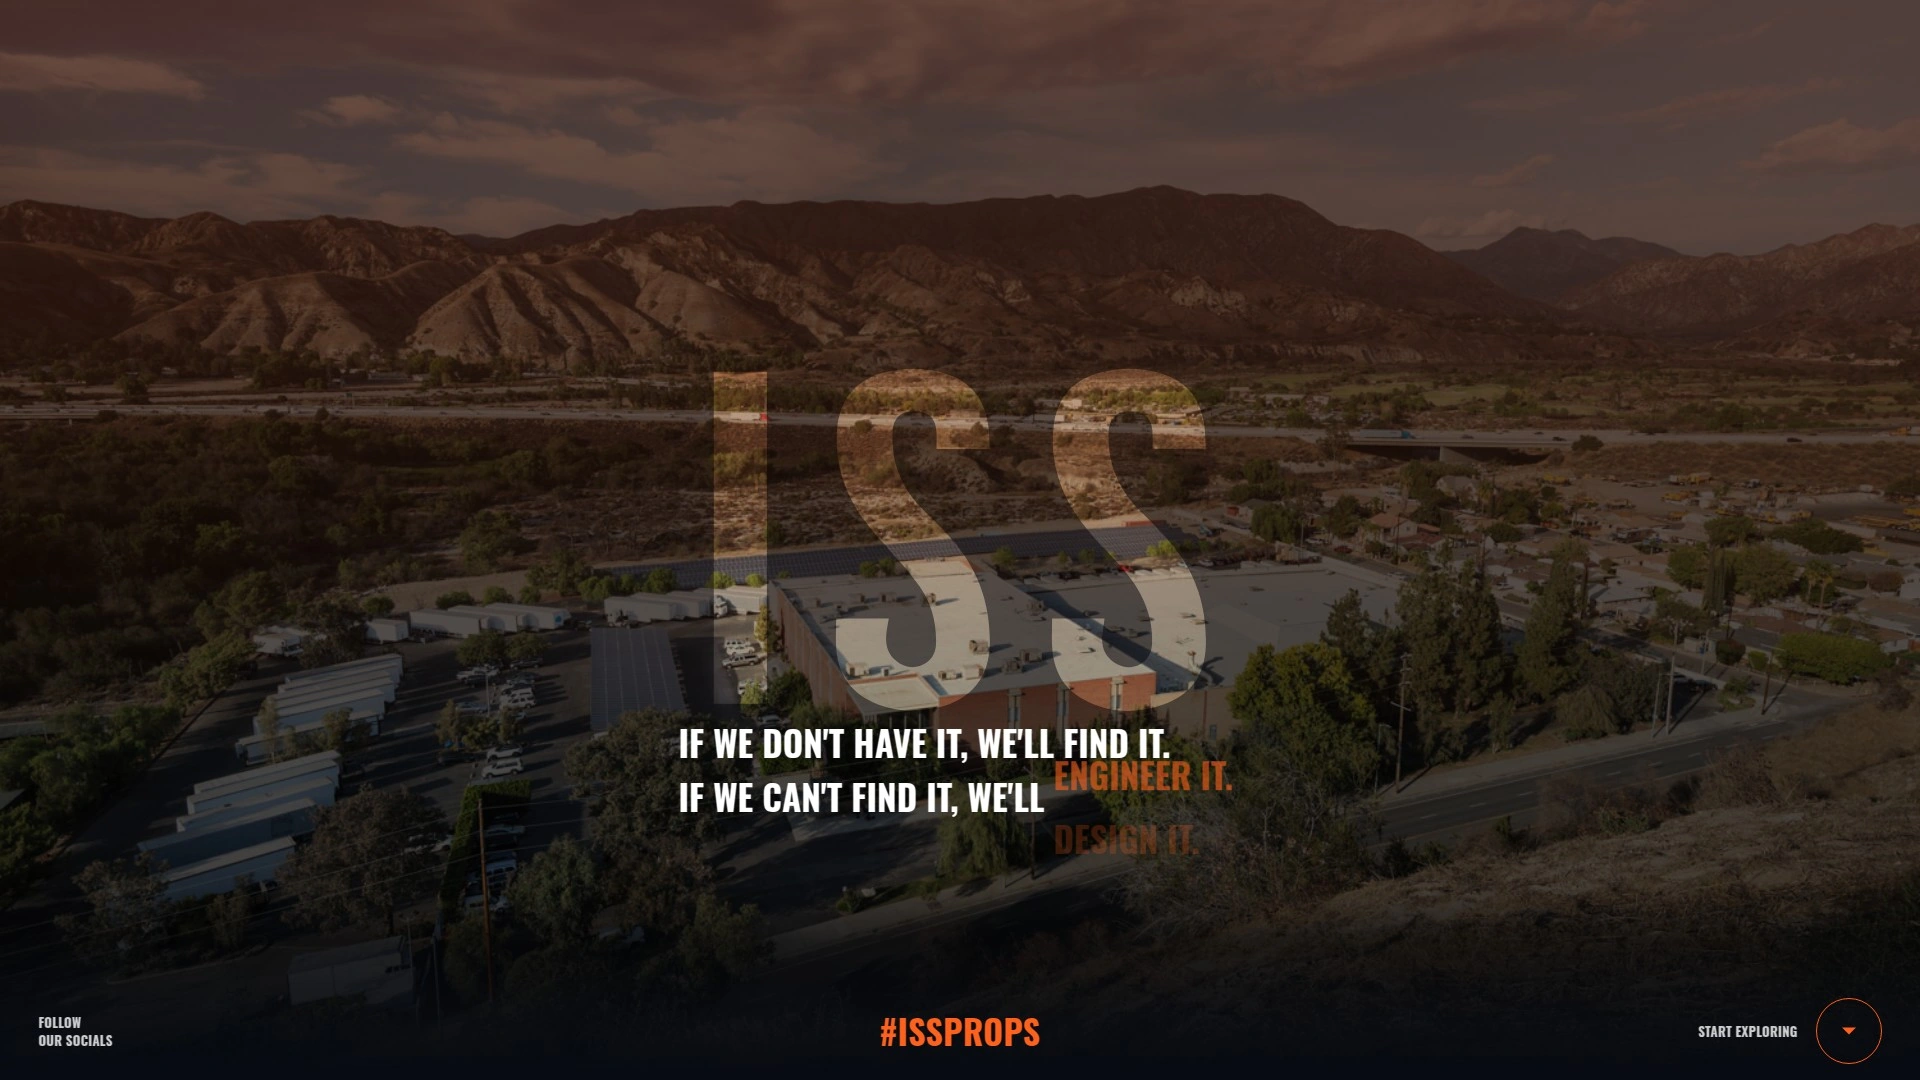 ISS
IF WE DON'T HAVE IT, WE'LL FIND IT.
IF WE CAN'T FIND IT, WE'LL
ENGINEER IT.
DESIGN IT.
FOLLOW
OUR SOCIALS
#ISSPROPS
START EXPLORING